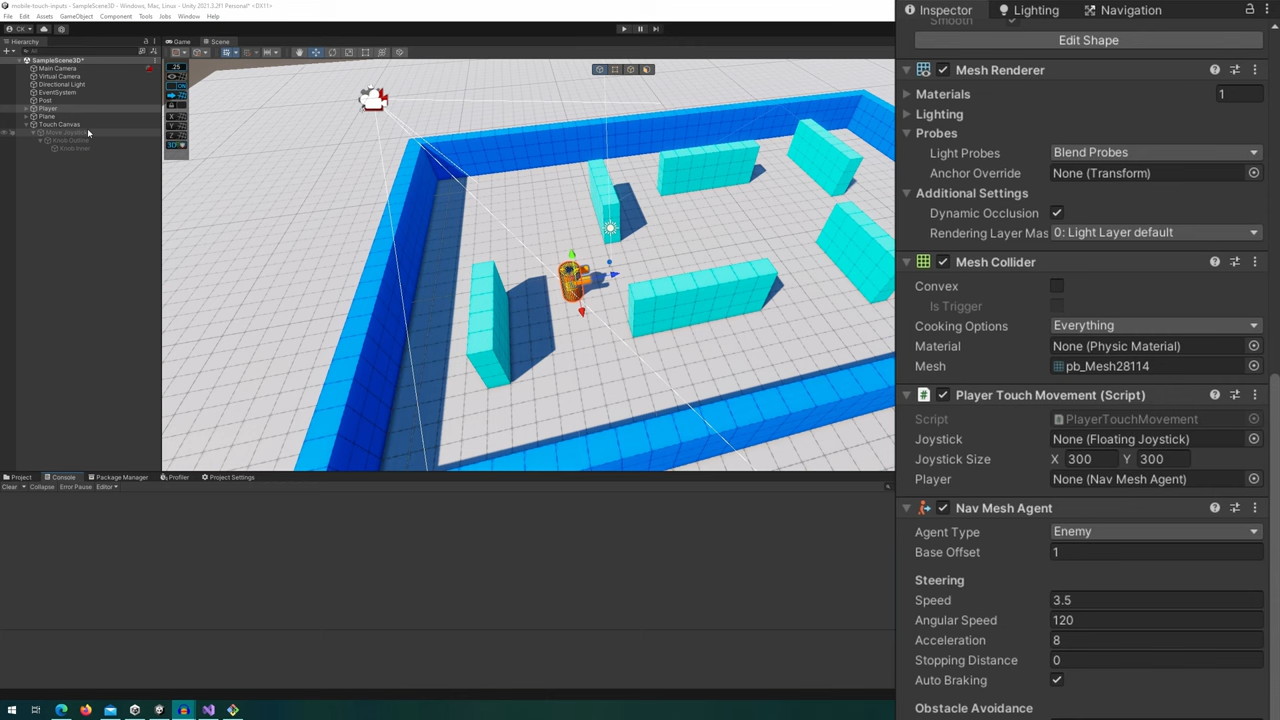 mobile-touch-inputs - SampleScene3D - Windows, Mac, Linux - Unity 2021.3.2f1 Personal* <DX11>
File Edit Assets GameObject Component Tools Jobs Window Help
CK
Hierarchy
All
Game Scene
SampleScene3D*
Main Camera
Virtual Camera
Directional Light
EventSystem
Post
Player
Plane
Touch Canvas
Move Joystick
Knob Outline
Knob Inner
.25
ON
X
Y
Z
3D
Project Console Package Manager Profiler Project Settings
Clear Collapse Error Pause Editor
Inspector Lighting Navigation
Smooth
Edit Shape
Mesh Renderer
Materials 1
Lighting
Probes
Light Probes Blend Probes
Anchor Override None (Transform)
Additional Settings
Dynamic Occlusion
Rendering Layer Mas 0: Light Layer default
Mesh Collider
Convex
Is Trigger
Cooking Options Everything
Material None (Physic Material)
Mesh pb_Mesh28114
Player Touch Movement (Script)
Script PlayerTouchMovement
Joystick None (Floating Joystick)
Joystick Size X 300 Y 300
Player None (Nav Mesh Agent)
Nav Mesh Agent
Agent Type Enemy
Base Offset 1
Steering
Speed 3.5
Angular Speed 120
Acceleration 8
Stopping Distance 0
Auto Braking
Obstacle Avoidance